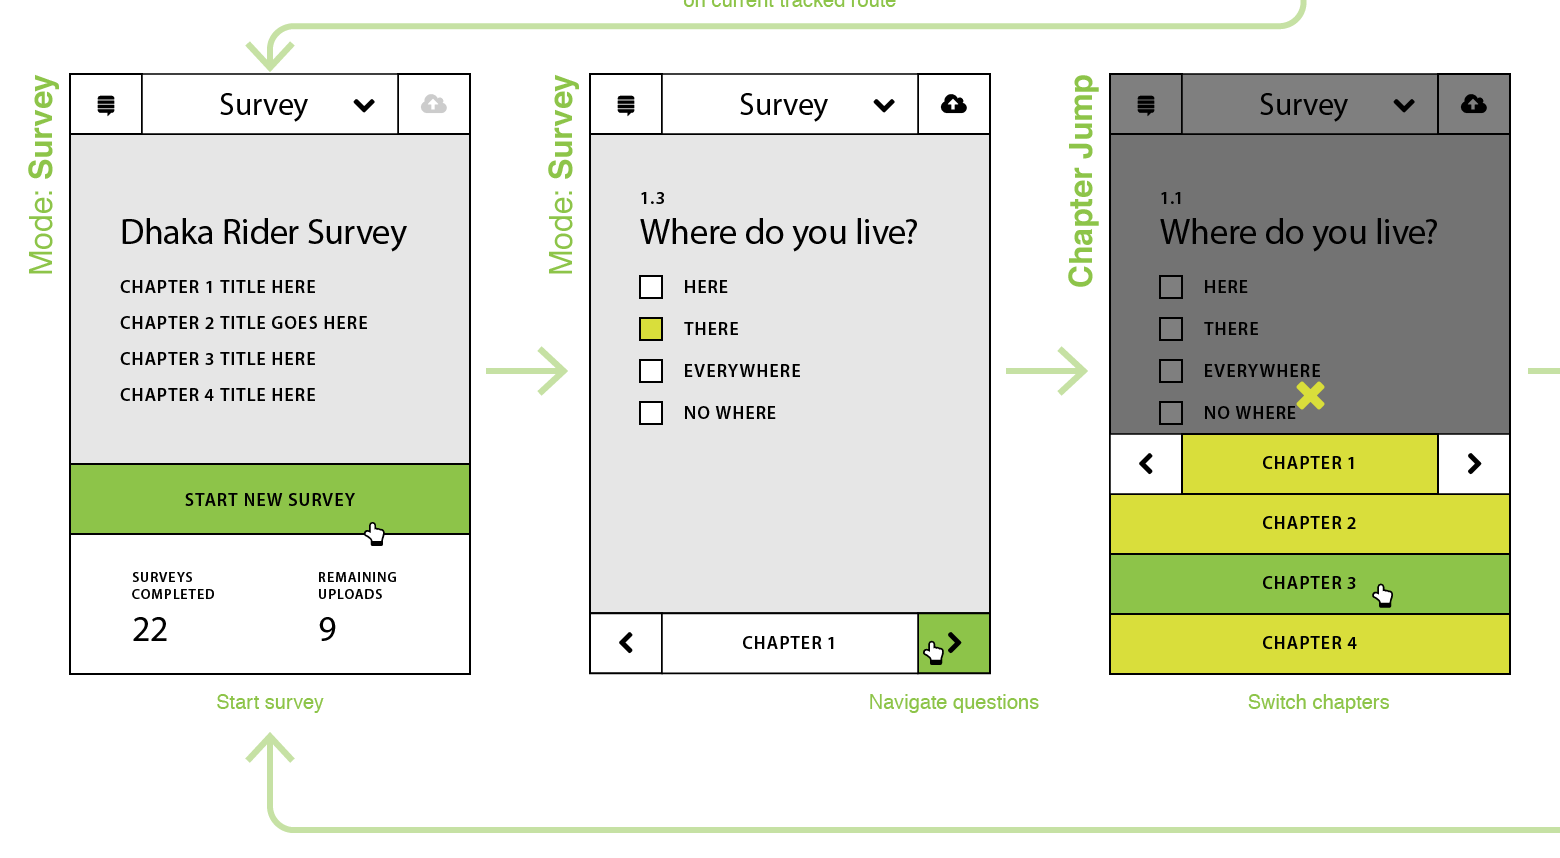 on current tracked route
Mode: Survey
Survey
Dhaka Rider Survey
CHAPTER 1 TITLE HERE
CHAPTER 2 TITLE GOES HERE
CHAPTER 3 TITLE HERE
CHAPTER 4 TITLE HERE
START NEW SURVEY
SURVEYS
COMPLETED
22
REMAINING
UPLOADS
9
Start survey
Mode: Survey
Survey
1.3
Where do you live?
HERE
THERE
EVERYWHERE
NO WHERE
CHAPTER 1
Navigate questions
Chapter Jump
Survey
1.1
Where do you live?
HERE
THERE
EVERYWHERE
NO WHERE
CHAPTER 1
CHAPTER 2
CHAPTER 3
CHAPTER 4
Switch chapters